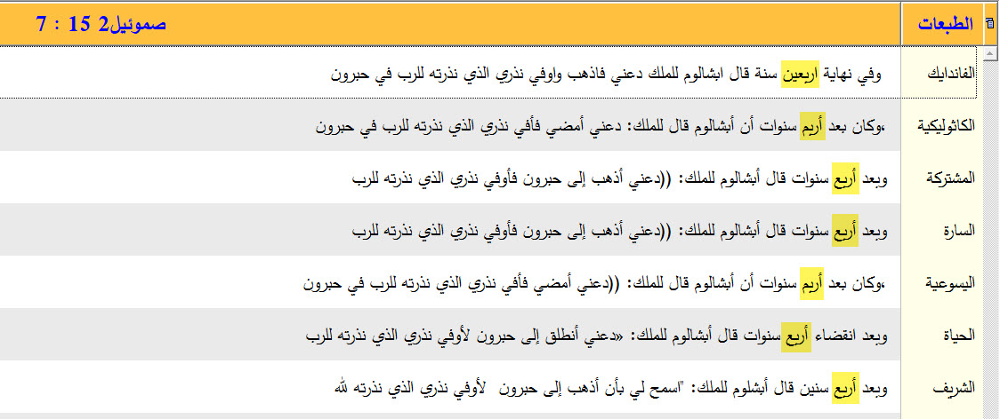 الطبعات صموئيل2 15 : 7
الفاندايك وفي نهاية اربعين سنة قال ابشالوم للملك دعني فاذهب واوفي نذري الذي نذرته للرب في حبرون
الكاثوليكية ،وكان بعد أربم سنوات أن أبشالوم قال للملك: دعني أمضي فأفي نذري الذي نذرته للرب في حبرون
المشتركة وبعد أربع سنوات قال أبشالوم للملك: ((دعني أذهب إلى حبرون فأوفي نذري الذي نذرته للرب
السارة وبعد أربع سنوات قال أبشالوم للملك: ((دعني أذهب إلى حبرون فأوفي نذري الذي نذرته للرب
اليسوعية ،وكان بعد أربم سنوات أن أبشالوم قال للملك: ((دعني أمضي فأفي نذري الذي نذرته للرب في حبرون
الحياة وبعد انقضاء أربع سنوات قال أبشالوم للملك: «دعني أنطلق إلى حبرون لأوفي نذري الذي نذرته للرب
الشريف وبعد أربع سنين قال أبشلوم للملك: "اسمح لي بأن أذهب إلى حبرون لأوفي نذري الذي نذرته لله